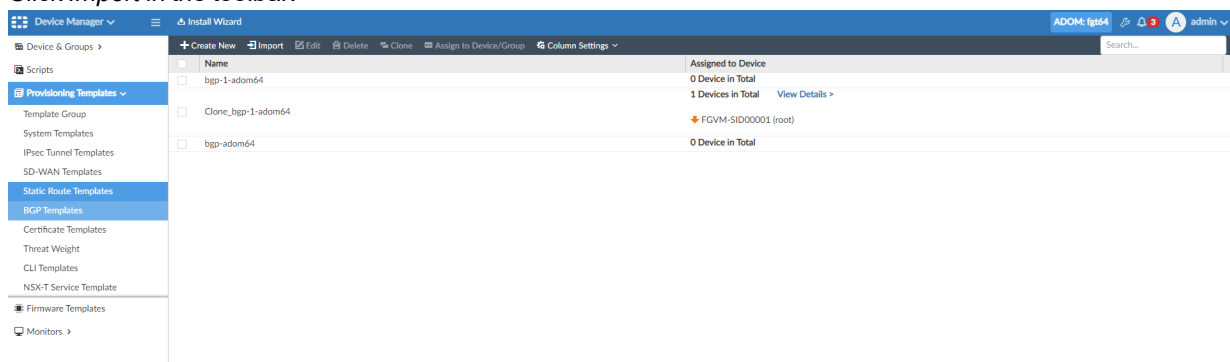 Click Import in the toolbar.
Device Manager
Install Wizard
ADOM: fgt64
3
A
admin
Device & Groups >
Create New Import Edit Delete Clone Assign to Device/Group Column Settings
Search...
Scripts
Name Assigned to Device
Provisioning Templates
bgp-1-adom64 0 Device in Total
Template Group
Clone_bgp-1-adom64 1 Devices in Total View Details >
FGVM-SID00001 (root)
System Templates
bgp-adom64 0 Device in Total
IPsec Tunnel Templates
SD-WAN Templates
Static Route Templates
BGP Templates
Certificate Templates
Threat Weight
CLI Templates
NSX-T Service Template
Firmware Templates
Monitors >